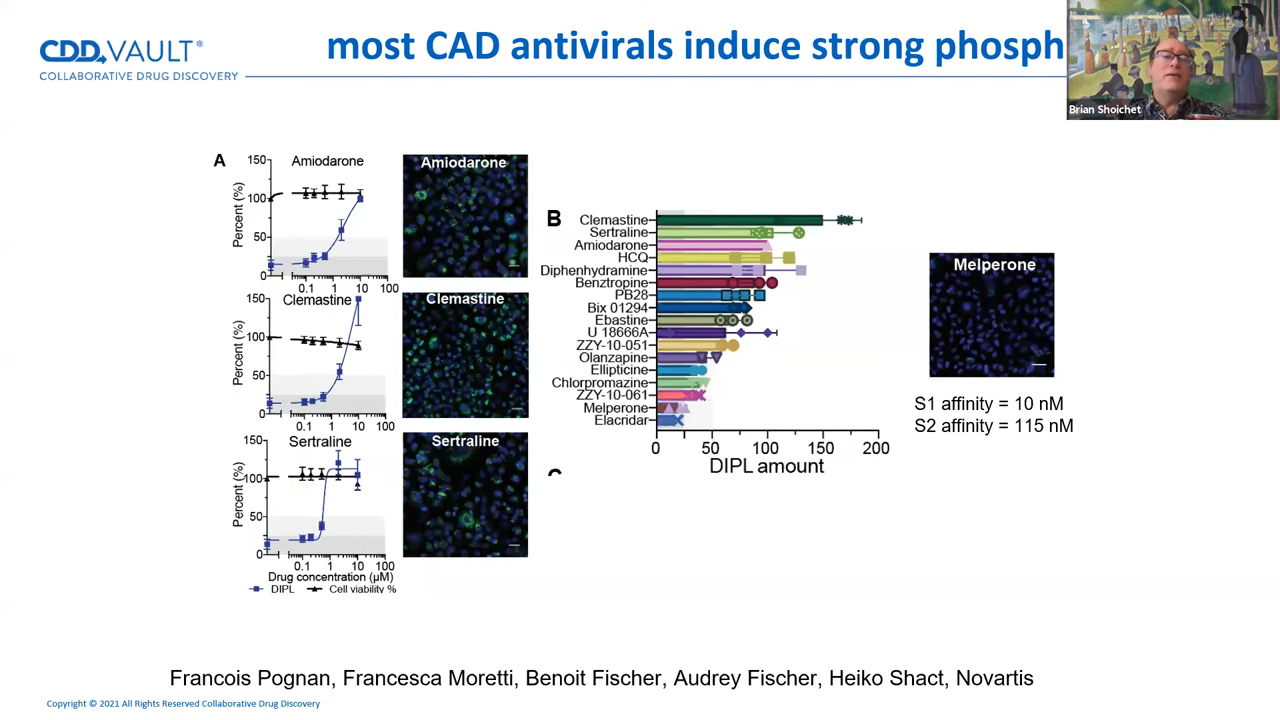 CDD VAULT®
COLLABORATIVE DRUG DISCOVERY
most CAD antivirals induce strong phosph
Brian Shoichet
A
Amiodarone
150
100
50
0
Percent (%)
0.1 1 10 100
Amiodarone
Clemastine
150
100
50
0
Percent (%)
0.1 1 10 100
Clemastine
Sertraline
150
100
50
0
Percent (%)
0.1 1 10 100
Drug concentration (µM)
DIPL
Cell viability %
Sertraline
B
Clemastine
Sertraline
Amiodarone
HCQ
Diphenhydramine
Benztropine
PB28
Bix 01294
Ebastine
U 18666A
ZZY-10-051
Olanzapine
Ellipticine
Chlorpromazine
ZZY-10-061
Melperone
Elacridar
0 50 100 150 200
DIPL amount
Melperone
S1 affinity = 10 nM
S2 affinity = 115 nM
Francois Pognan, Francesca Moretti, Benoit Fischer, Audrey Fischer, Heiko Shact, Novartis
Copyright © 2021 All Rights Reserved Collaborative Drug Discovery